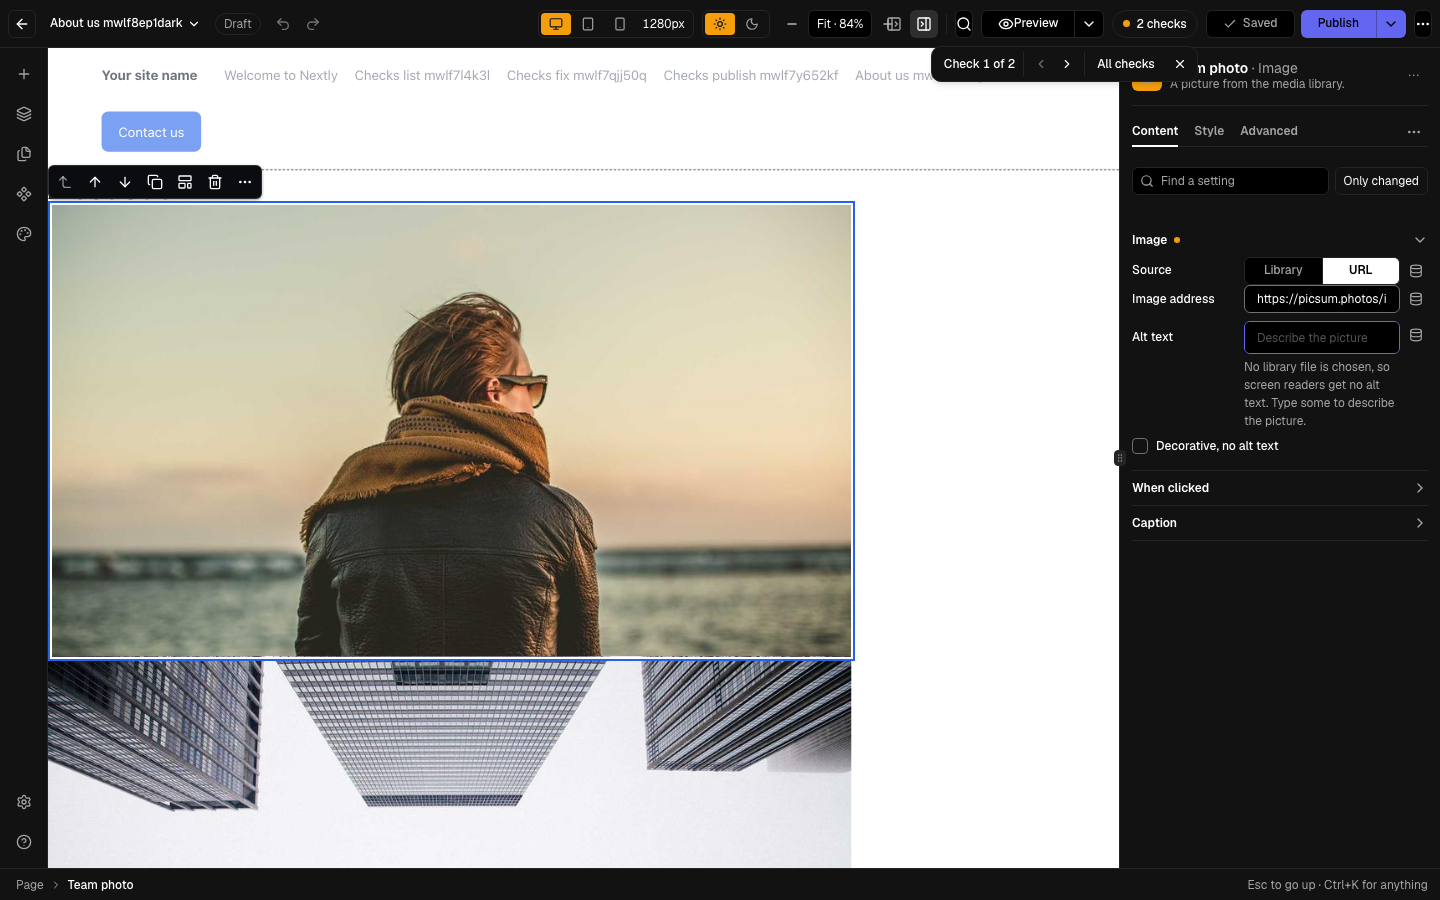 About us mwlf8ep1dark
Draft
1280px
Fit · 84%
Preview
2 checks
Saved
Publish
Check 1 of 2
All checks
Your site name
Welcome to Nextly
Checks list mwlf7l4k3l
Checks fix mwlf7qjj50q
Checks publish mwlf7y652kf
About us
Contact us
photo · Image
A picture from the media library.
Content
Style
Advanced
Find a setting
Only changed
Image
Source
Library
URL
Image address
https://picsum.photos/i
Alt text
Describe the picture
No library file is chosen, so
screen readers get no alt
text. Type some to describe
the picture.
Decorative, no alt text
When clicked
Caption
Page
Team photo
Esc to go up · Ctrl+K for anything